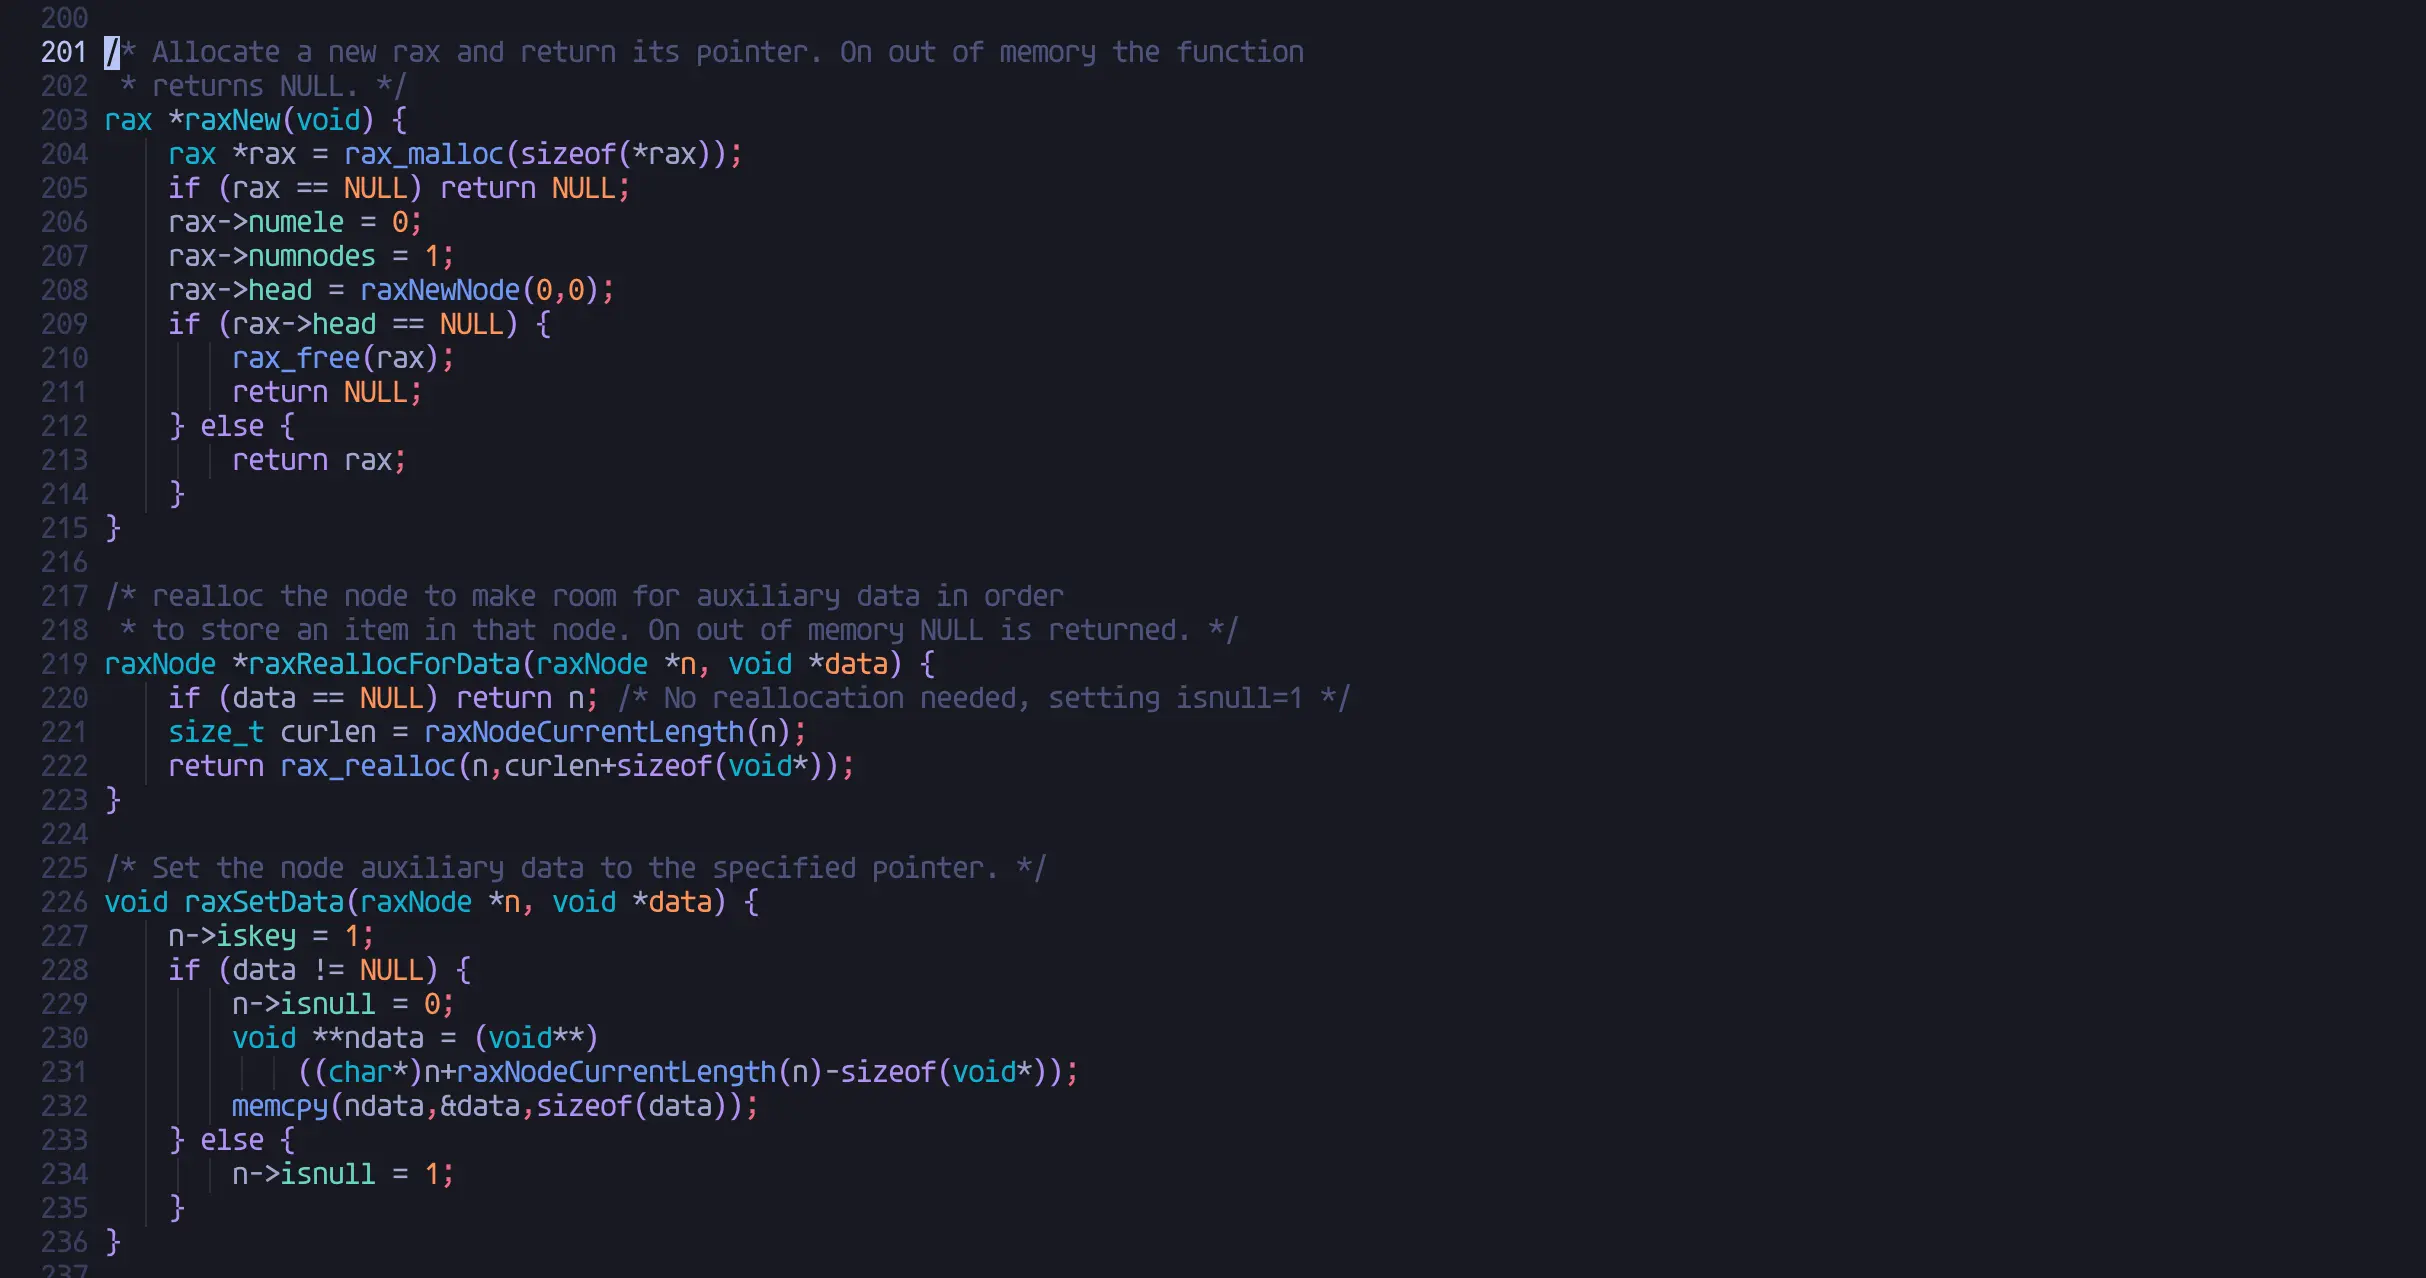 200
201 /* Allocate a new rax and return its pointer. On out of memory the function
202  * returns NULL. */
203 rax *raxNew(void) {
204     rax *rax = rax_malloc(sizeof(*rax));
205     if (rax == NULL) return NULL;
206     rax->numele = 0;
207     rax->numnodes = 1;
208     rax->head = raxNewNode(0,0);
209     if (rax->head == NULL) {
210         rax_free(rax);
211         return NULL;
212     } else {
213         return rax;
214     }
215 }
216
217 /* realloc the node to make room for auxiliary data in order
218  * to store an item in that node. On out of memory NULL is returned. */
219 raxNode *raxReallocForData(raxNode *n, void *data) {
220     if (data == NULL) return n; /* No reallocation needed, setting isnull=1 */
221     size_t curlen = raxNodeCurrentLength(n);
222     return rax_realloc(n,curlen+sizeof(void*));
223 }
224
225 /* Set the node auxiliary data to the specified pointer. */
226 void raxSetData(raxNode *n, void *data) {
227     n->iskey = 1;
228     if (data != NULL) {
229         n->isnull = 0;
230         void **ndata = (void**)
231             ((char*)n+raxNodeCurrentLength(n)-sizeof(void*));
232         memcpy(ndata,&data,sizeof(data));
233     } else {
234         n->isnull = 1;
235     }
236 }
237